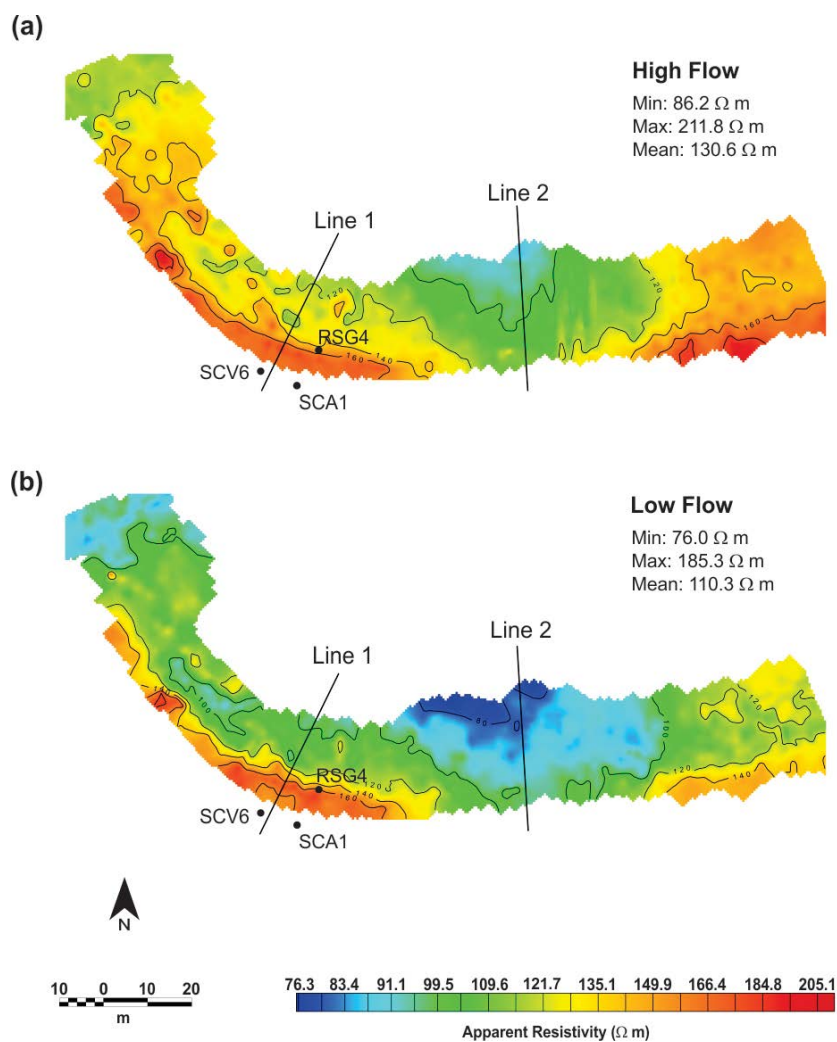 (a)
High Flow
Min: 86.2 Ω m
Max: 211.8 Ω m
Mean: 130.6 Ω m
Line 1
Line 2
120
120
160
RSG4
140
160
SCV6
SCA1
(b)
Low Flow
Min: 76.0 Ω m
Max: 185.3 Ω m
Mean: 110.3 Ω m
Line 1
Line 2
140
100
80
100
120
120
140
RSG4
120
140
160
SCV6
SCA1
N
10 0 10 20
m
76.3 83.4 91.1 99.5 109.6 121.7 135.1 149.9 166.4 184.8 205.1
Apparent Resistivity (Ω m)